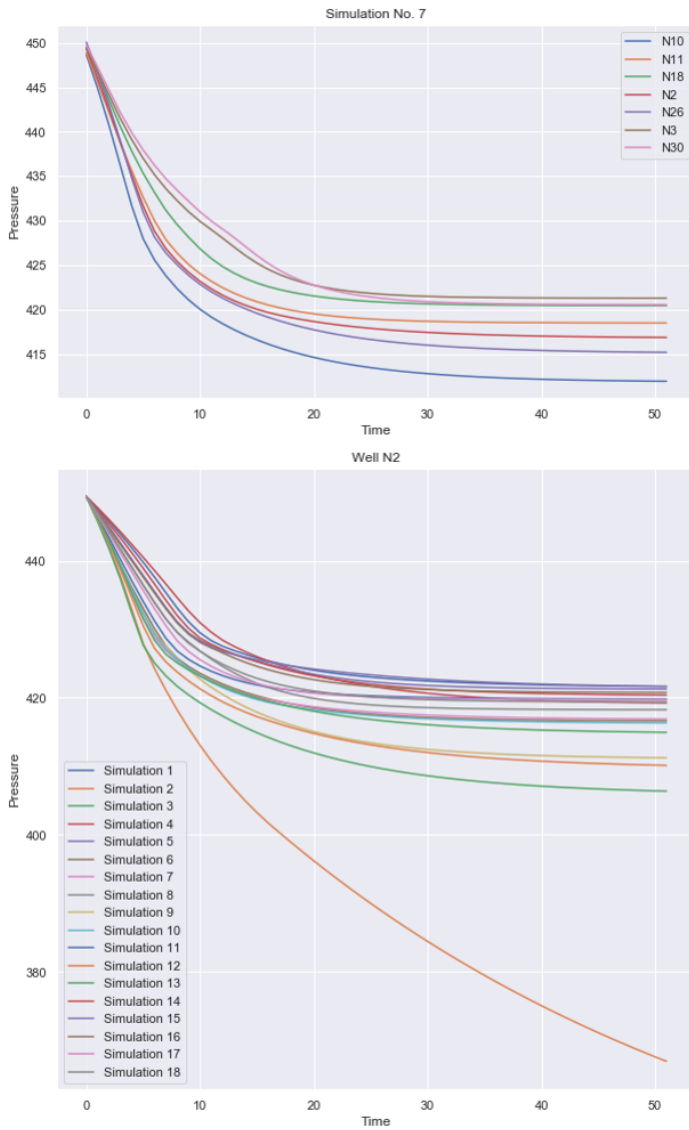 Simulation No. 7
450
445
440
435
430
425
420
415
Pressure
N10
N11
N18
N2
N26
N3
N30
0 10 20 30 40 50
Time
Well N2
440
420
400
380
Pressure
Simulation 1
Simulation 2
Simulation 3
Simulation 4
Simulation 5
Simulation 6
Simulation 7
Simulation 8
Simulation 9
Simulation 10
Simulation 11
Simulation 12
Simulation 13
Simulation 14
Simulation 15
Simulation 16
Simulation 17
Simulation 18
0 10 20 30 40 50
Time